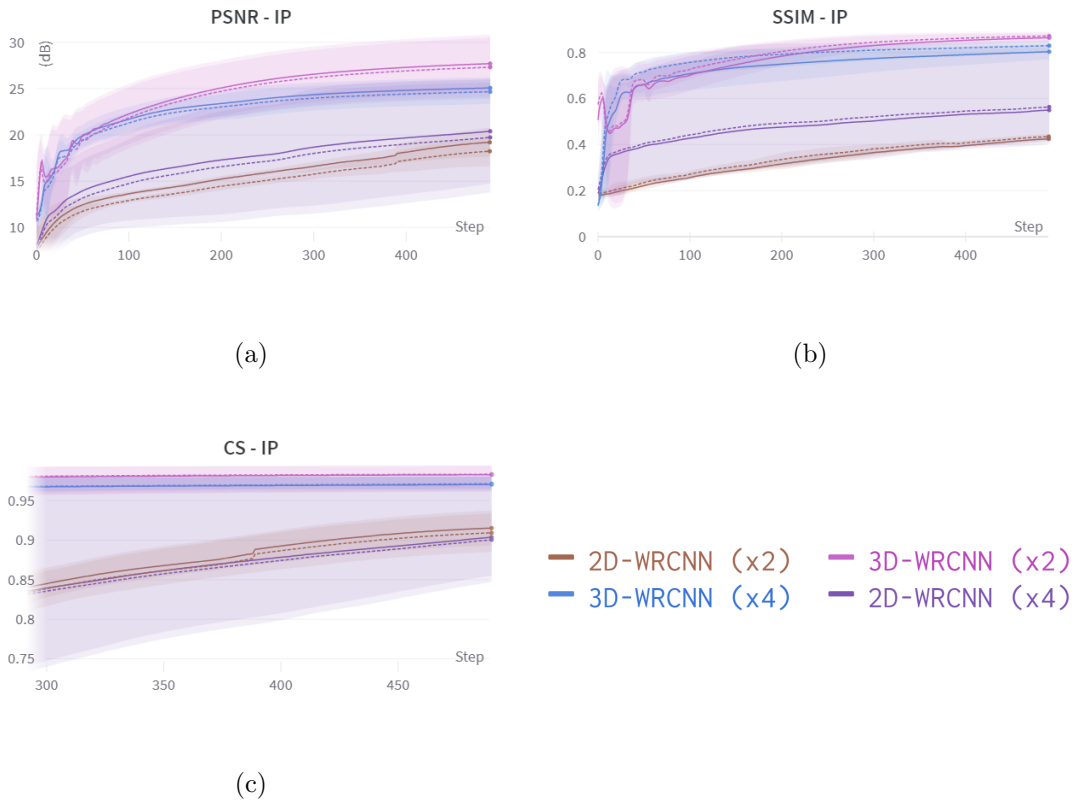 PSNR - IP
(dB)
30
25
20
15
10
Step
0 100 200 300 400
(a)
SSIM - IP
0.8
0.6
0.4
0.2
0
Step
0 100 200 300 400
(b)
CS - IP
0.95
0.9
0.85
0.8
0.75
Step
300 350 400 450
(c)
2D-WRCNN (x2) 3D-WRCNN (x2)
3D-WRCNN (x4) 2D-WRCNN (x4)